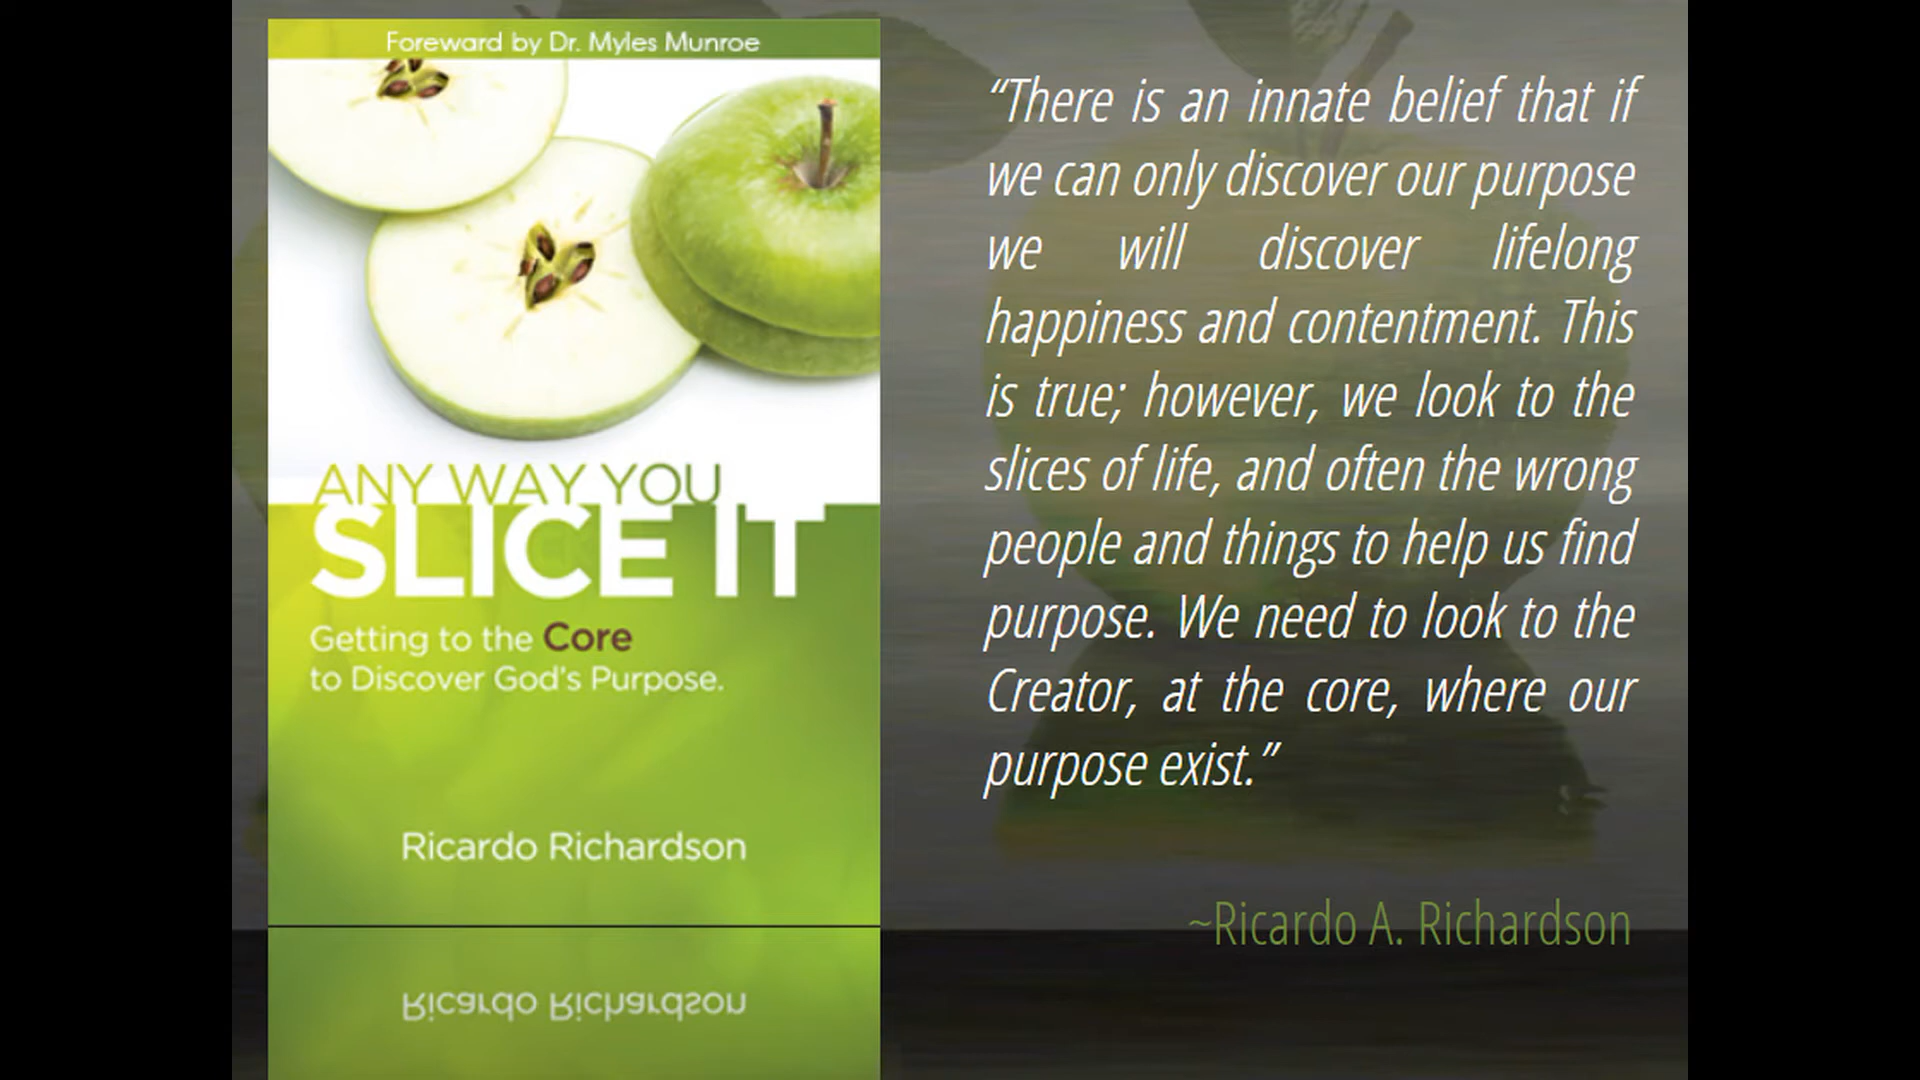 Foreward by Dr. Myles Munroe
ANY WAY YOU
SLICE IT
Getting to the Core
to Discover God's Purpose.
Ricardo Richardson
Ricardo Richardson
“There is an innate belief that if
we can only discover our purpose
we will discover lifelong
happiness and contentment. This
is true; however, we look to the
slices of life, and often the wrong
people and things to help us find
purpose. We need to look to the
Creator, at the core, where our
purpose exist.”
~Ricardo A. Richardson